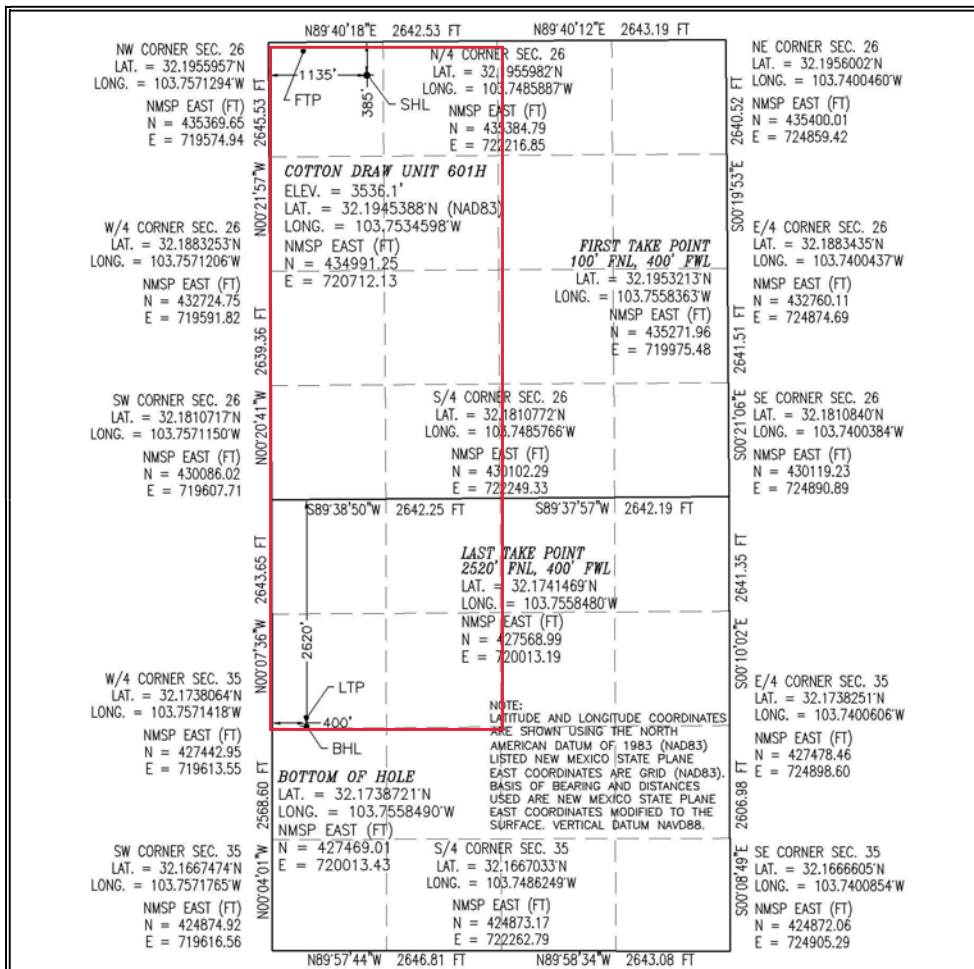 N89°40'18"E 2642.53 FT
N89°40'12"E 2643.19 FT
NW CORNER SEC. 26
LAT. = 32.1955957°N
LONG. = 103.7571294°W
NMSP EAST (FT)
N = 435369.65
E = 719574.94
N/4 CORNER SEC. 26
LAT. = 32.1955982°N
LONG. = 103.7485887°W
NMSP EAST (FT)
N = 435384.79
E = 722216.85
NE CORNER SEC. 26
LAT. = 32.1956002°N
LONG. = 103.7400460°W
NMSP EAST (FT)
N = 435400.01
E = 724859.42
1135'
385'
FTP
SHL
2645.53 FT
N00°21'57"W
2640.52 FT
S00°19'53"E
COTTON DRAW UNIT 601H
ELEV. = 3536.1'
LAT. = 32.1945388°N (NAD83)
LONG. = 103.7534598°W
NMSP EAST (FT)
N = 434991.25
E = 720712.13
W/4 CORNER SEC. 26
LAT. = 32.1883253°N
LONG. = 103.7571206°W
NMSP EAST (FT)
N = 432724.75
E = 719591.82
FIRST TAKE POINT
100' FNL, 400' FWL
LAT. = 32.1953213°N
LONG. = 103.7558363°W
NMSP EAST (FT)
N = 435271.96
E = 719975.48
E/4 CORNER SEC. 26
LAT. = 32.1883435°N
LONG. = 103.7400437°W
NMSP EAST (FT)
N = 432760.11
E = 724874.69
2639.36 FT
N00°20'41"W
2641.51 FT
S00°21'06"E
SW CORNER SEC. 26
LAT. = 32.1810717°N
LONG. = 103.7571150°W
NMSP EAST (FT)
N = 430086.02
E = 719607.71
S/4 CORNER SEC. 26
LAT. = 32.1810772°N
LONG. = 103.7485766°W
NMSP EAST (FT)
N = 430102.29
E = 722249.33
SE CORNER SEC. 26
LAT. = 32.1810840°N
LONG. = 103.7400384°W
NMSP EAST (FT)
N = 430119.23
E = 724890.89
S89°38'50"W 2642.25 FT
S89°37'57"W 2642.19 FT
2643.65 FT
N00°07'36"W
2641.35 FT
S00°10'02"E
2620'
LAST TAKE POINT
2520' FNL, 400' FWL
LAT. = 32.1741469°N
LONG. = 103.7558480°W
NMSP EAST (FT)
N = 427568.99
E = 720013.19
W/4 CORNER SEC. 35
LAT. = 32.1738064°N
LONG. = 103.7571418°W
NMSP EAST (FT)
N = 427442.95
E = 719613.55
LTP
400'
BHL
E/4 CORNER SEC. 35
LAT. = 32.1738251°N
LONG. = 103.7400606°W
NMSP EAST (FT)
N = 427478.46
E = 724898.60
NOTE:
LATITUDE AND LONGITUDE COORDINATES
ARE SHOWN USING THE NORTH
AMERICAN DATUM OF 1983 (NAD83)
LISTED NEW MEXICO STATE PLANE
EAST COORDINATES ARE GRID (NAD83).
BASIS OF BEARING AND DISTANCES
USED ARE NEW MEXICO STATE PLANE
EAST COORDINATES MODIFIED TO THE
SURFACE. VERTICAL DATUM NAVD88.
BOTTOM OF HOLE
LAT. = 32.1738721°N
LONG. = 103.7558490°W
NMSP EAST (FT)
N = 427469.01
E = 720013.43
2568.60 FT
N00°04'01"W
2606.98 FT
S00°08'49"E
SW CORNER SEC. 35
LAT. = 32.1667474°N
LONG. = 103.7571765°W
NMSP EAST (FT)
N = 424874.92
E = 719616.56
S/4 CORNER SEC. 35
LAT. = 32.1667033°N
LONG. = 103.7486249°W
NMSP EAST (FT)
N = 424873.17
E = 722262.79
SE CORNER SEC. 35
LAT. = 32.1666605°N
LONG. = 103.7400854°W
NMSP EAST (FT)
N = 424872.06
E = 724905.29
N89°57'44"W 2646.81 FT
N89°58'34"W 2643.08 FT